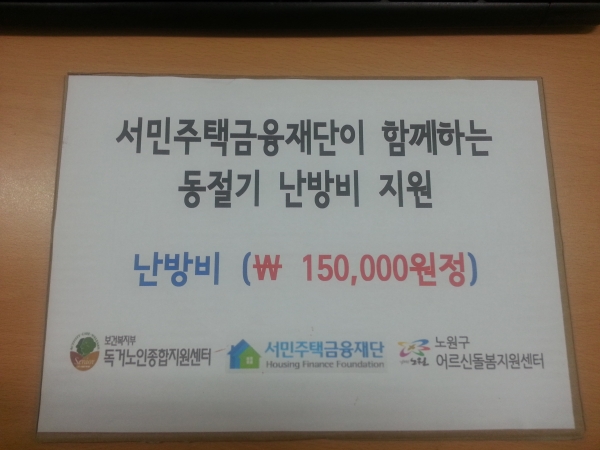 서민주택금융재단이 함께하는
동절기 난방비 지원
난방비 (₩ 150,000원정)
보건복지부
독거노인종합지원센터
서민주택금융재단
Housing Finance Foundation
노원
노원구
어르신돌봄지원센터